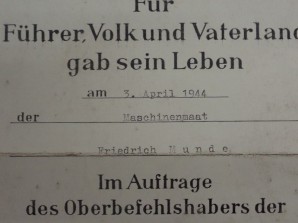 Für
Führer, Volk und Vaterland
gab sein Leben
am 3. April 1944
der Maschinenmaat
Friedrich Hunde
Im Auftrage
des Oberbefehlshabers der